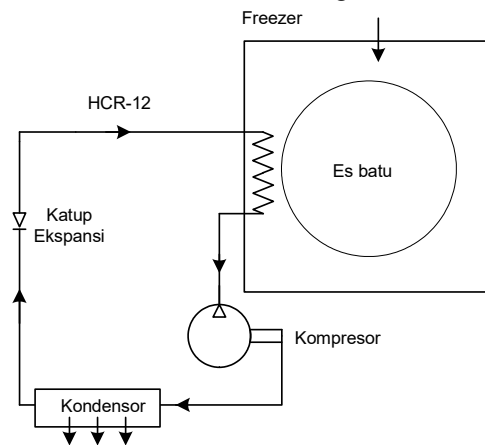 Freezer
HCR-12
Es batu
Katup
Ekspansi
Kompresor
Kondensor